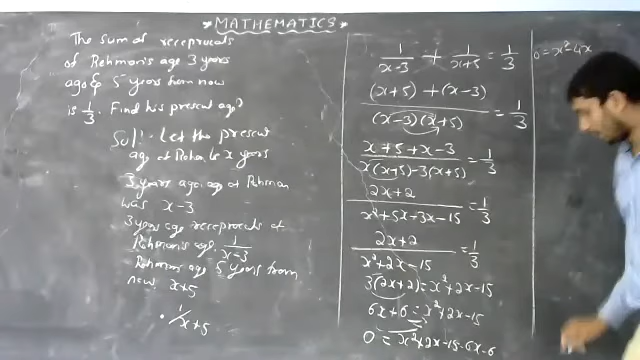 MATHEMATICS
The sum of receprocals
of Rehman's age 3 years
ago & 5 years from now
is 1/3. Find his present age?
Sol:- Let the present
age of Rehm be x years
3 years ago age of Rehman
was x-3
3 years ago receprocals of
Rehman's age 1/x-3
Rehmans age 5 years from
now x+5
1/x+5
1/x-3 + 1/x+5 = 1/3
(x+5) + (x-3) / (x-3)(x+5) = 1/3
x+5+x-3 / x(x+5)-3(x+5) = 1/3
2x+2 / x²+5x-3x-15 = 1/3
2x+2 / x²+2x-15 = 1/3
3(2x+2) = x²+2x-15
6x+6 = x²+2x-15
0 = x²+2x-15-6x-6
0 = x²-4x